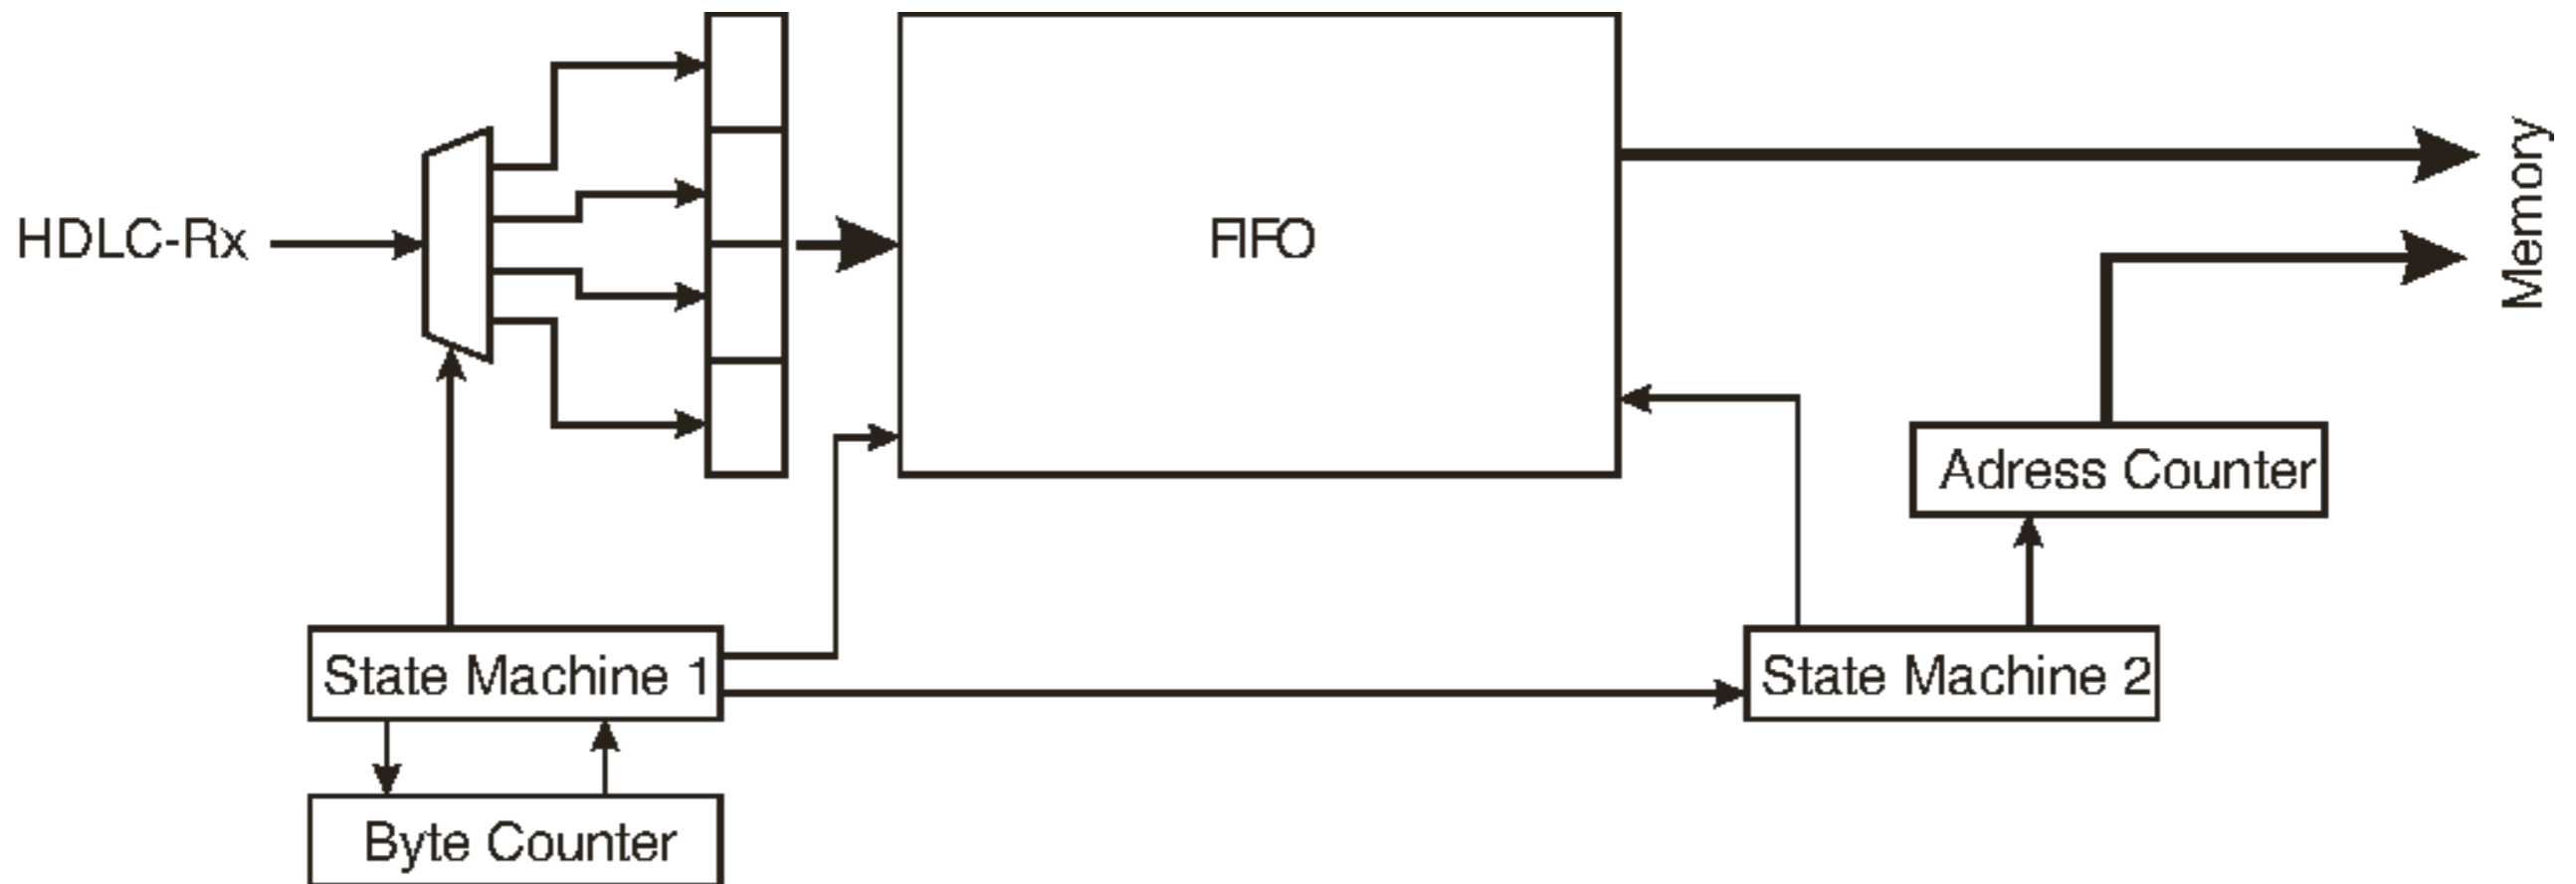 HDLC-Rx
FIFO
Memory
Adress Counter
State Machine 1
State Machine 2
Byte Counter